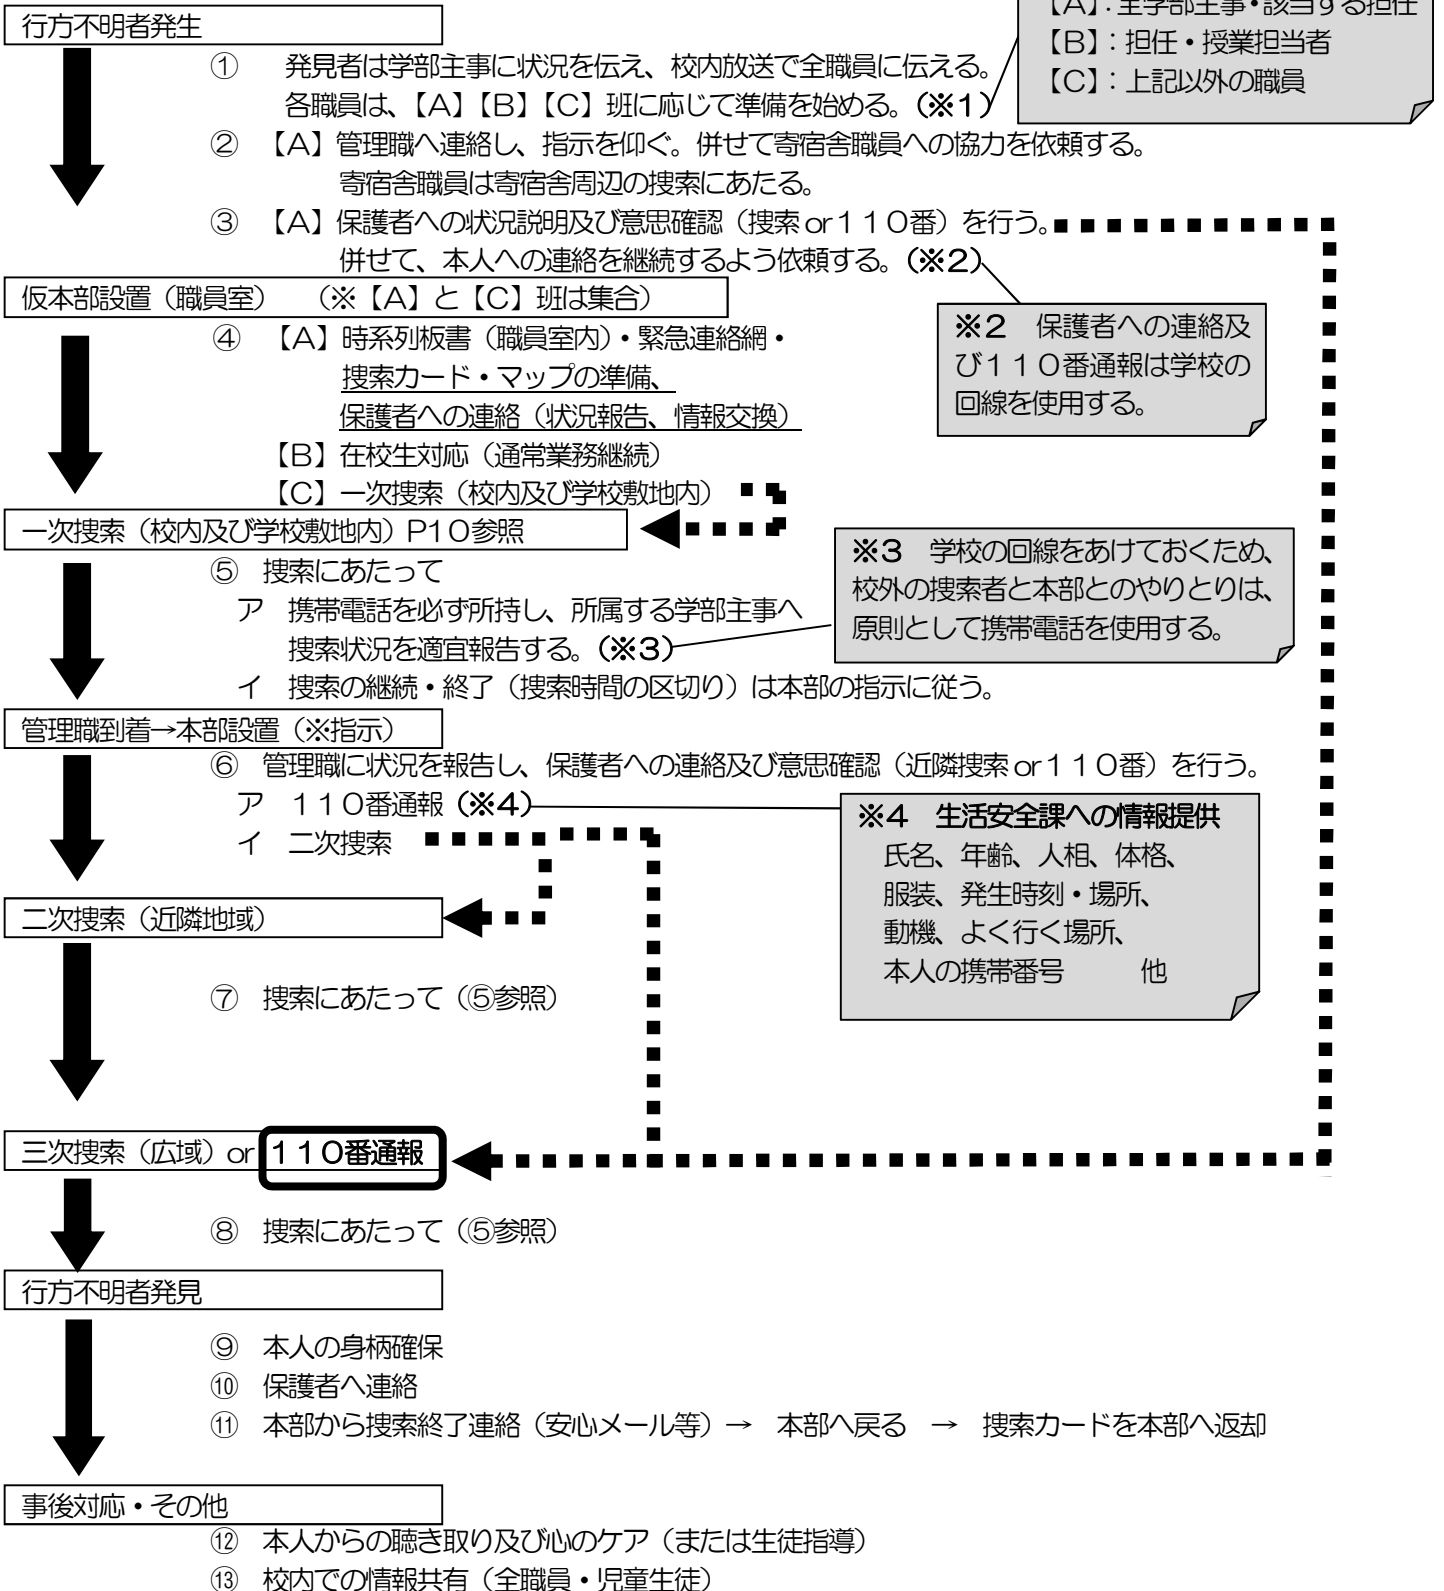 【A】：全学部主事・該当する担任
【B】：担任・授業担当者
【C】：上記以外の職員
行方不明者発生
①　発見者は学部主事に状況を伝え、校内放送で全職員に伝える。
各職員は、【A】【B】【C】班に応じて準備を始める。（※１）
②　【A】管理職へ連絡し、指示を仰ぐ。併せて寄宿舎職員への協力を依頼する。
寄宿舎職員は寄宿舎周辺の捜索にあたる。
③　【A】保護者への状況説明及び意思確認（捜索or１１０番）を行う。
併せて、本人への連絡を継続するよう依頼する。（※２）
仮本部設置（職員室）　（※【A】と【C】班は集合）
※２　保護者への連絡及
び１１０番通報は学校の
回線を使用する。
④　【A】時系列板書（職員室内）・緊急連絡網・
捜索カード・マップの準備、
保護者への連絡（状況報告、情報交換）
【B】在校生対応（通常業務継続）
【C】一次捜索（校内及び学校敷地内）
一次捜索（校内及び学校敷地内）P１０参照
※３　学校の回線をあけておくため、
校外の捜索者と本部とのやりとりは、
原則として携帯電話を使用する。
⑤　捜索にあたって
ア　携帯電話を必ず所持し、所属する学部主事へ
捜索状況を適宜報告する。（※３）
イ　捜索の継続・終了（捜索時間の区切り）は本部の指示に従う。
管理職到着→本部設置（※指示）
⑥　管理職に状況を報告し、保護者への連絡及び意思確認（近隣捜索or１１０番）を行う。
ア　１１０番通報（※４）
イ　二次捜索
※４　生活安全課への情報提供
氏名、年齢、人相、体格、
服装、発生時刻・場所、
動機、よく行く場所、
本人の携帯番号　　　他
二次捜索（近隣地域）
⑦　捜索にあたって（⑤参照）
三次捜索（広域）or １１０番通報
⑧　捜索にあたって（⑤参照）
行方不明者発見
⑨　本人の身柄確保
⑩　保護者へ連絡
⑪　本部から捜索終了連絡（安心メール等）→　本部へ戻る　→　捜索カードを本部へ返却
事後対応・その他
⑫　本人からの聴き取り及び心のケア（または生徒指導）
⑬　校内での情報共有（全職員・児童生徒）